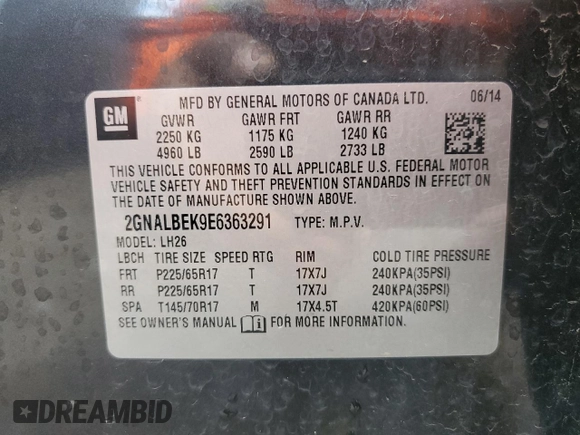 GM
MFD BY GENERAL MOTORS OF CANADA LTD. 06/14
GVWR GAWR FRT GAWR RR
2250 KG 1175 KG 1240 KG
4960 LB 2590 LB 2733 LB
THIS VEHICLE CONFORMS TO ALL APPLICABLE U.S. FEDERAL MOTOR
VEHICLE SAFETY AND THEFT PREVENTION STANDARDS IN EFFECT ON
THE DATE OF MANUFACTURE SHOWN ABOVE.
2GNALBEK9E6363291 TYPE: M.P.V.
MODEL: LH26
LBCH TIRE SIZE SPEED RTG RIM COLD TIRE PRESSURE
FRT P225/65R17 T 17X7J 240KPA(35PSI)
RR P225/65R17 T 17X7J 240KPA(35PSI)
SPA T145/70R17 M 17X4.5T 420KPA(60PSI)
SEE OWNER'S MANUAL i FOR MORE INFORMATION.
DREAMBID